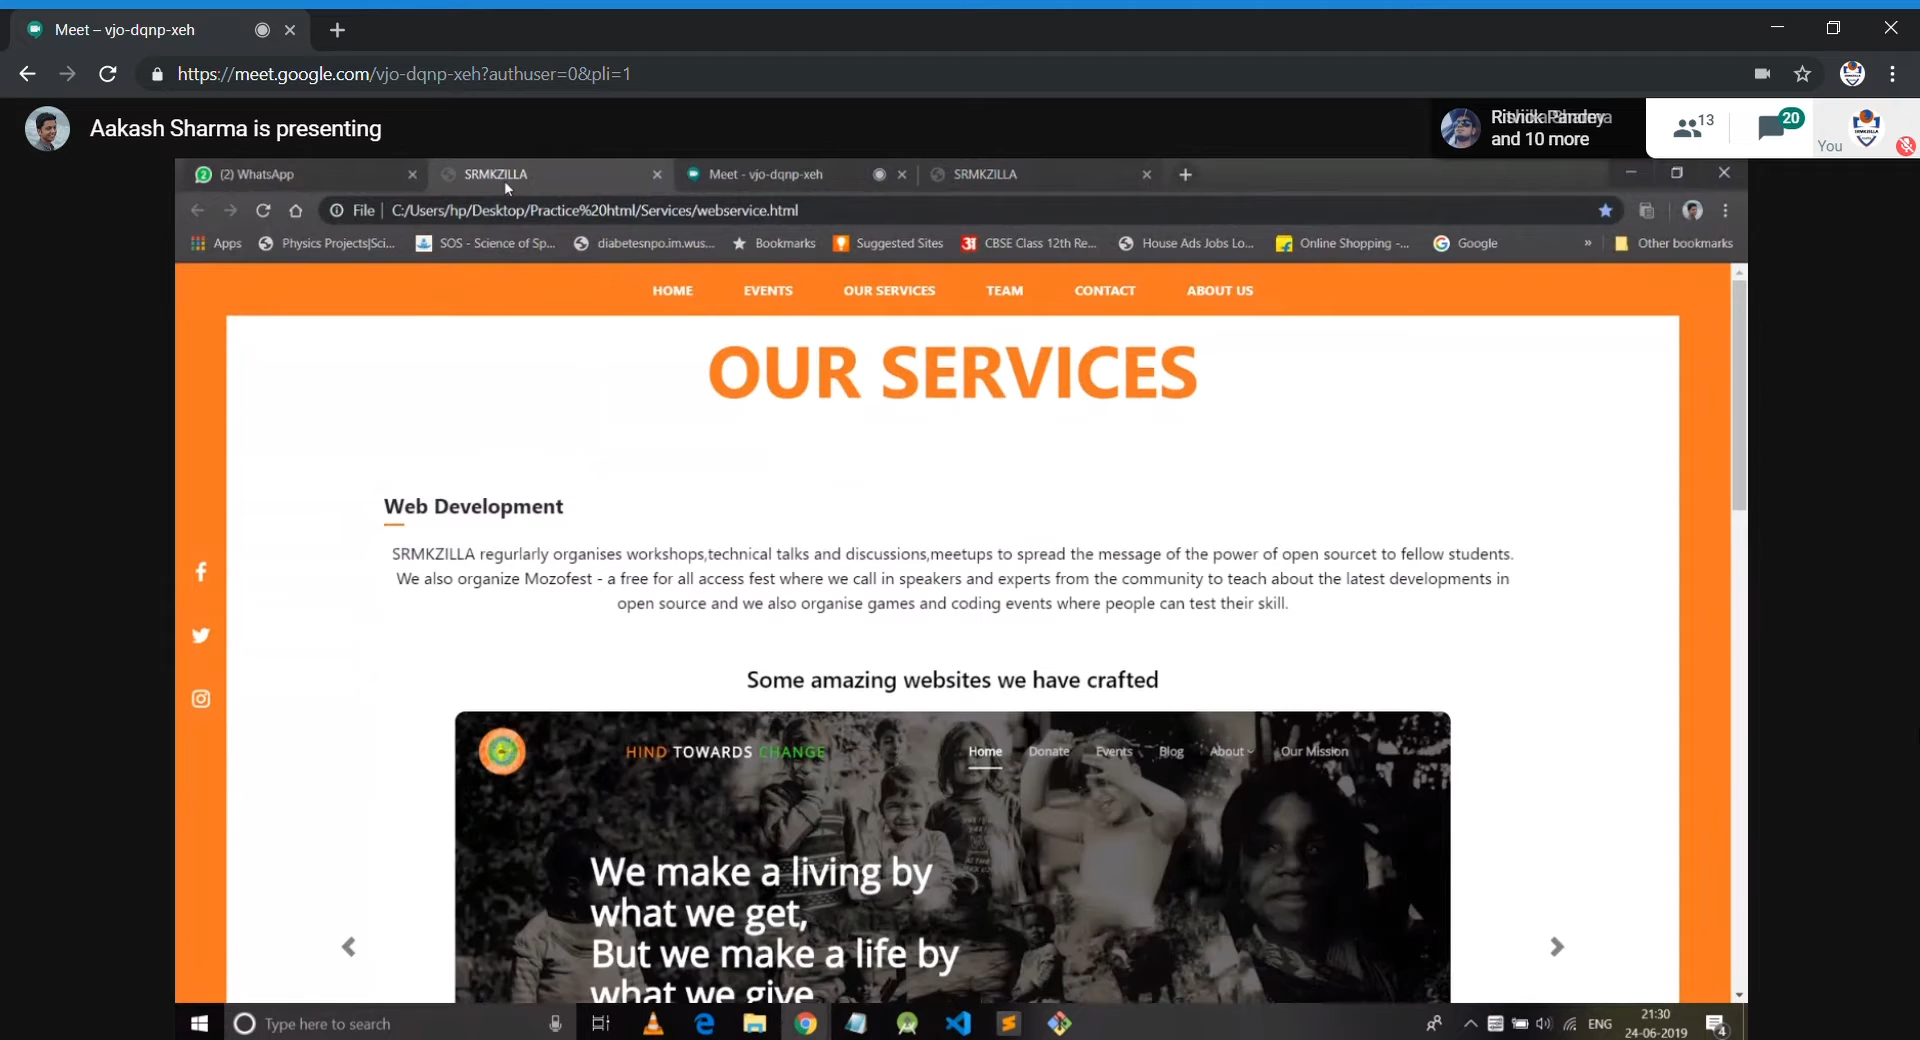 Meet – vjo-dqnp-xeh
https://meet.google.com/vjo-dqnp-xeh?authuser=0&pli=1
Aakash Sharma is presenting
and 10 more
13
20
You
(2) WhatsApp
SRMKZILLA
Meet - vjo-dqnp-xeh
SRMKZILLA
File
C:/Users/hp/Desktop/Practice%20html/Services/webservice.html
Apps
Physics Projects|Sci...
SOS - Science of Sp...
diabetesnpo.im.wus...
Bookmarks
Suggested Sites
31
CBSE Class 12th Re...
House Ads Jobs Lo...
Online Shopping -...
Google
»
Other bookmarks
HOME
EVENTS
OUR SERVICES
TEAM
CONTACT
ABOUT US
OUR SERVICES
Web Development
SRMKZILLA regurlarly organises workshops,technical talks and discussions,meetups to spread the message of the power of open sourcet to fellow students.
We also organize Mozofest - a free for all access fest where we call in speakers and experts from the community to teach about the latest developments in
open source and we also organise games and coding events where people can test their skill.
Some amazing websites we have crafted
HIND TOWARDS CHANGE
Home
Donate
Events
Blog
About
Our Mission
We make a living by
what we get,
But we make a life by
what we give
Type here to search
ENG
21:30
24-06-2019
4